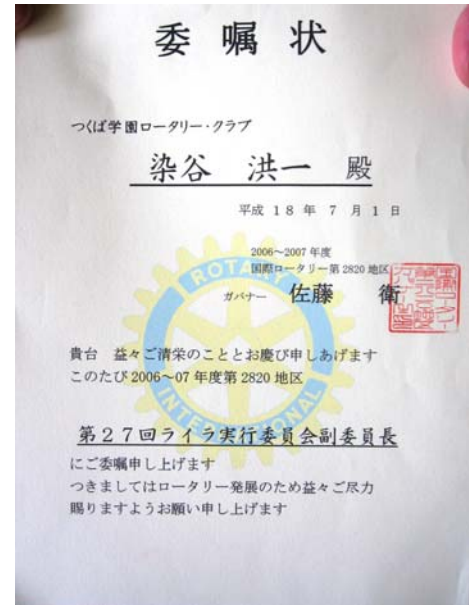 委嘱状
つくば学園ロータリー・クラブ
染谷 洪一 殿
平成 18 年 7 月 1 日
2006~2007 年度
国際ロータリー第 2820 地区
ガバナー 佐藤 衛
ROTARY
INTERNATIONAL
貴台 益々ご清栄のこととお慶び申しあげます
このたび 2006~07 年度第 2820 地区
第27回ライラ実行委員会副委員長
にご委嘱申し上げます
つきましてはロータリー発展のため益々ご尽力
賜りますようお願い申し上げます